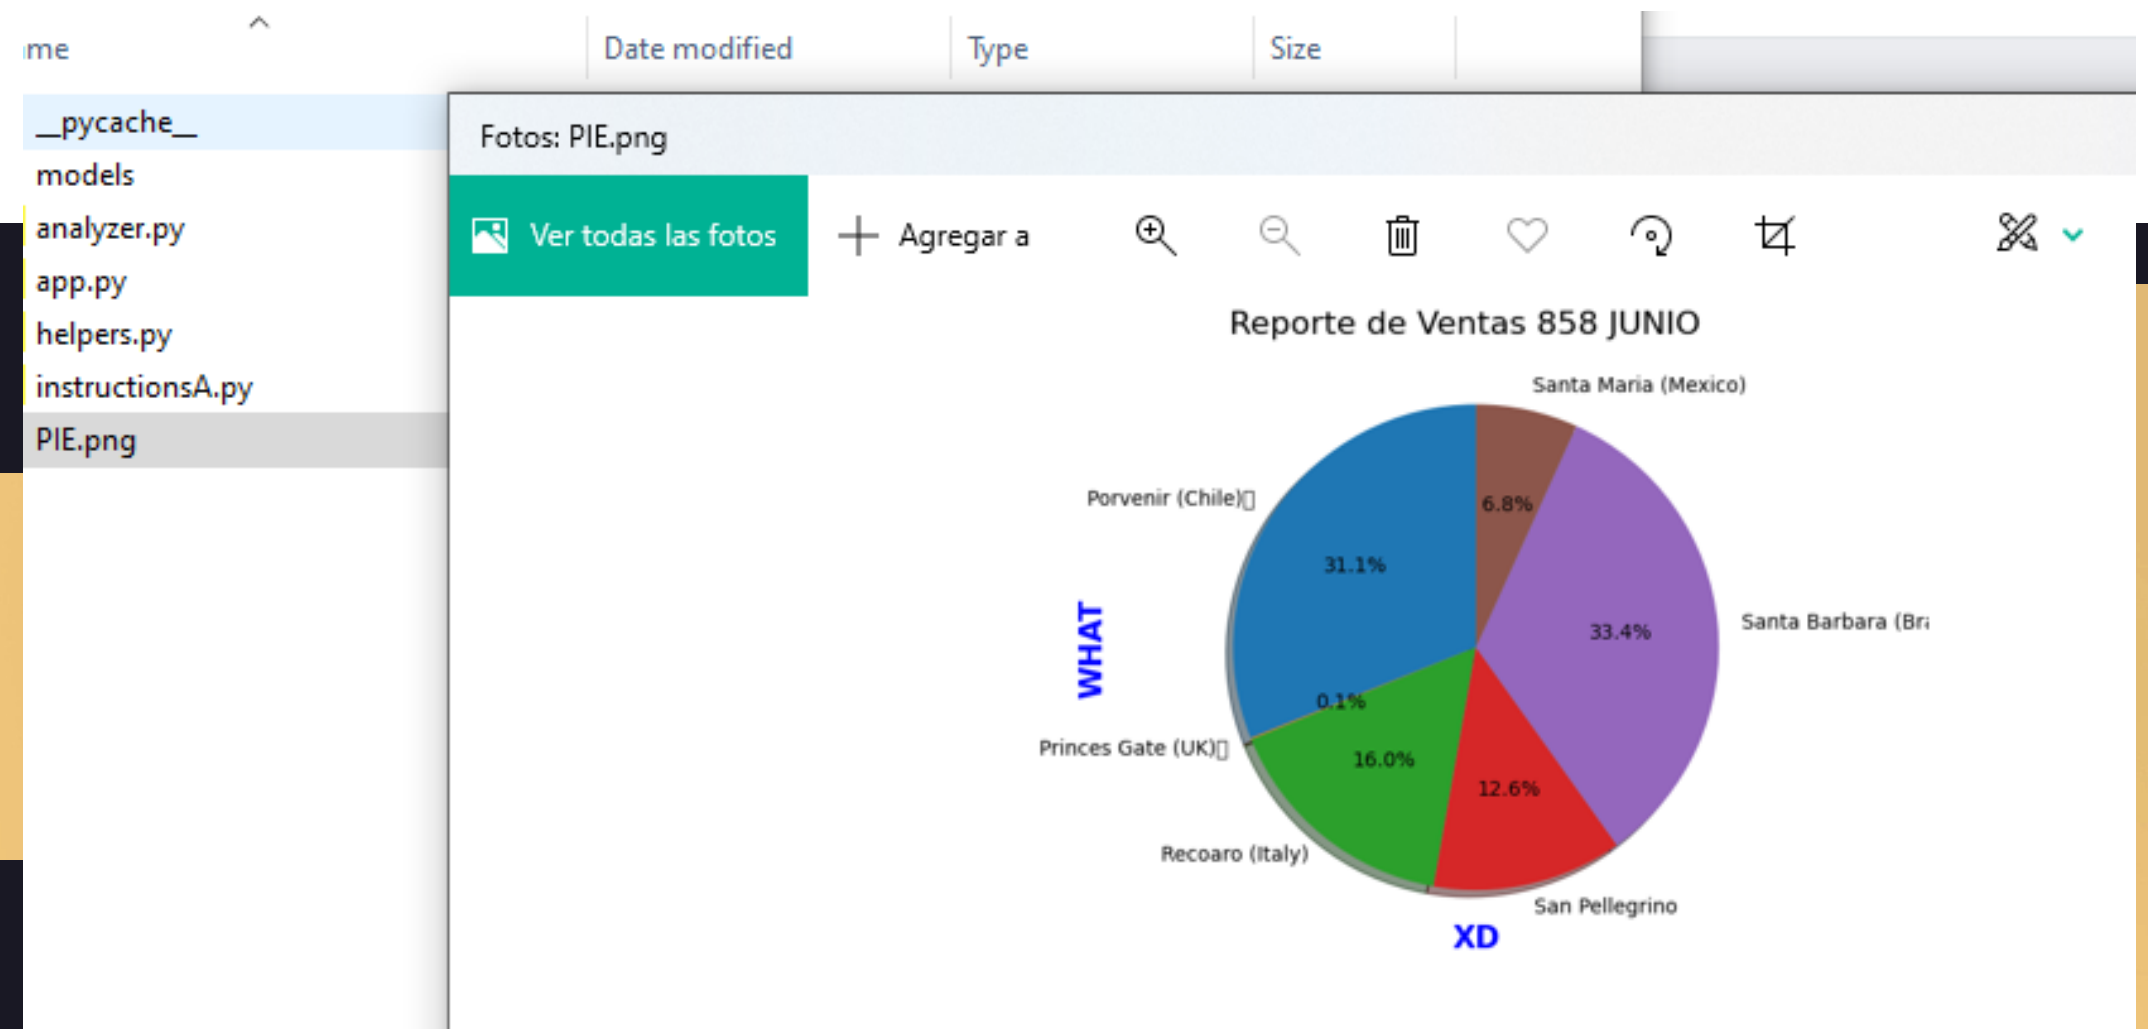 me
Date modified
Type
Size
__pycache__
models
analyzer.py
app.py
helpers.py
instructionsA.py
PIE.png
Fotos: PIE.png
Ver todas las fotos
Agregar a
Reporte de Ventas 858 JUNIO
Santa Maria (Mexico)
Porvenir (Chile)▯
6.8%
31.1%
WHAT
Santa Barbara (Bra
33.4%
0.1%
Princes Gate (UK)▯
16.0%
12.6%
Recoaro (Italy)
San Pellegrino
XD